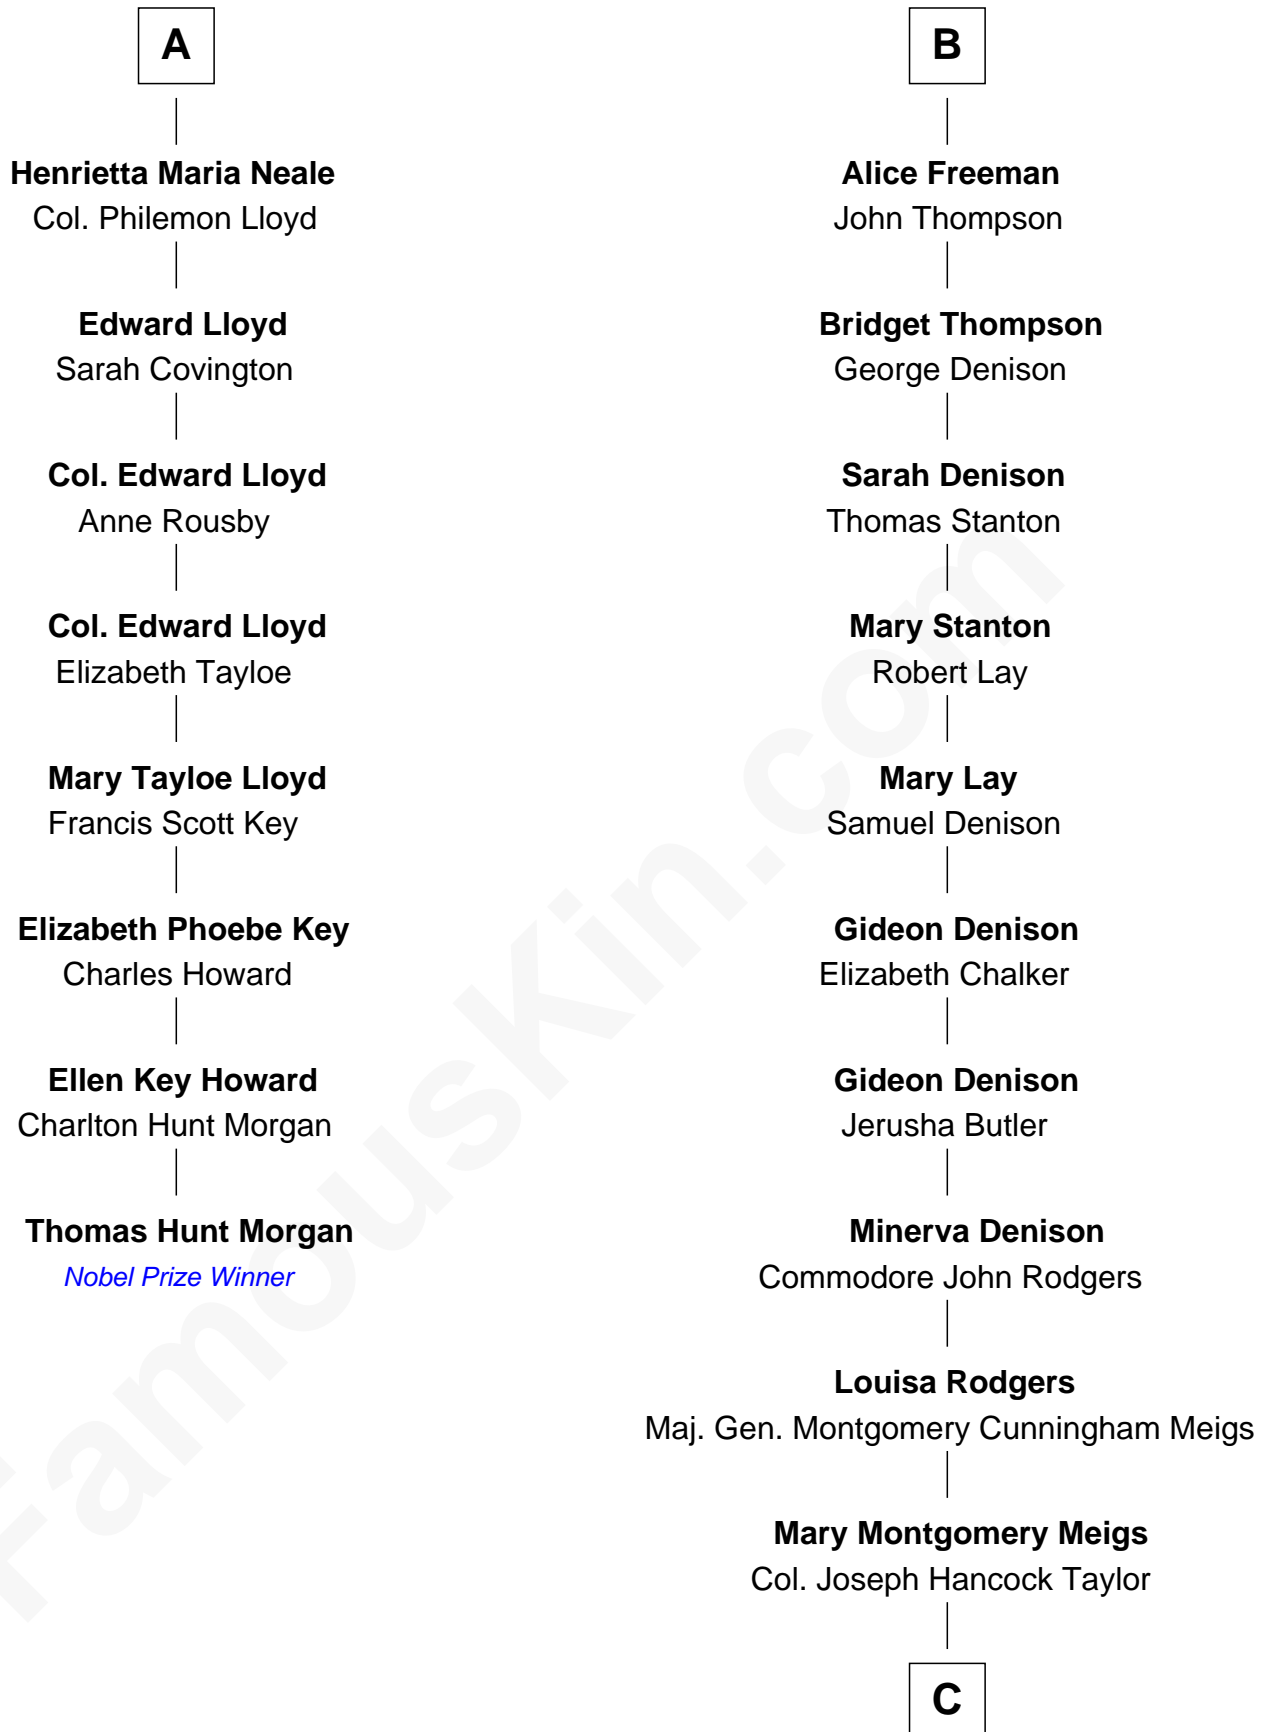 A
Henrietta Maria Neale
Col. Philemon Lloyd
Edward Lloyd
Sarah Covington
Col. Edward Lloyd
Anne Rousby
Col. Edward Lloyd
Elizabeth Tayloe
Mary Tayloe Lloyd
Francis Scott Key
Elizabeth Phoebe Key
Charles Howard
Ellen Key Howard
Charlton Hunt Morgan
Thomas Hunt Morgan
Nobel Prize Winner
B
Alice Freeman
John Thompson
Bridget Thompson
George Denison
Sarah Denison
Thomas Stanton
Mary Stanton
Robert Lay
Mary Lay
Samuel Denison
Gideon Denison
Elizabeth Chalker
Gideon Denison
Jerusha Butler
Minerva Denison
Commodore John Rodgers
Louisa Rodgers
Maj. Gen. Montgomery Cunningham Meigs
Mary Montgomery Meigs
Col. Joseph Hancock Taylor
C
FamousKin.com